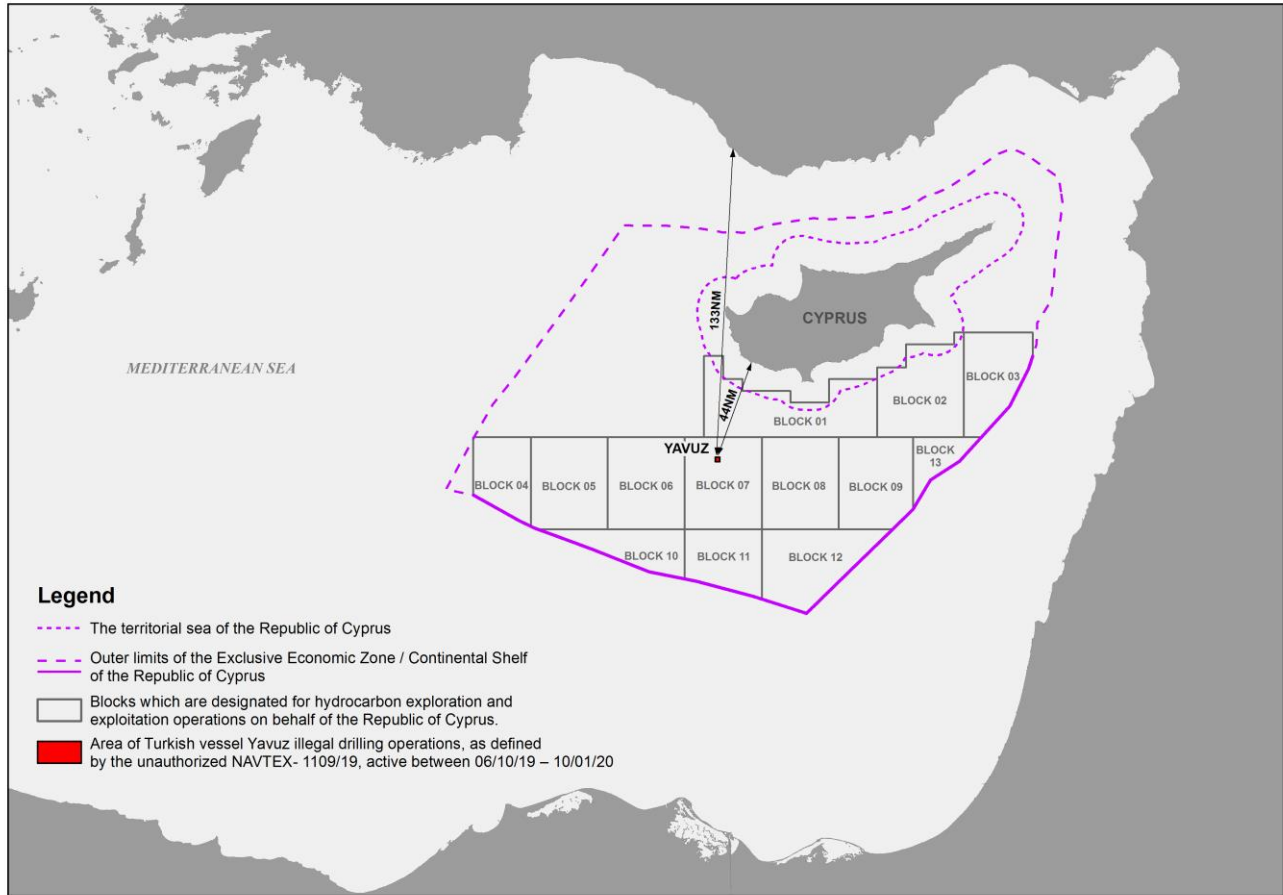 133NM
CYPRUS
MEDITERRANEAN SEA
44NM
BLOCK 03
BLOCK 02
BLOCK 01
YAVUZ
BLOCK
13
BLOCK 04
BLOCK 05
BLOCK 06
BLOCK 07
BLOCK 08
BLOCK 09
BLOCK 10
BLOCK 11
BLOCK 12
Legend
The territorial sea of the Republic of Cyprus
Outer limits of the Exclusive Economic Zone / Continental Shelf
of the Republic of Cyprus
Blocks which are designated for hydrocarbon exploration and
exploitation operations on behalf of the Republic of Cyprus.
Area of Turkish vessel Yavuz illegal drilling operations, as defined
by the unauthorized NAVTEX- 1109/19, active between 06/10/19 – 10/01/20